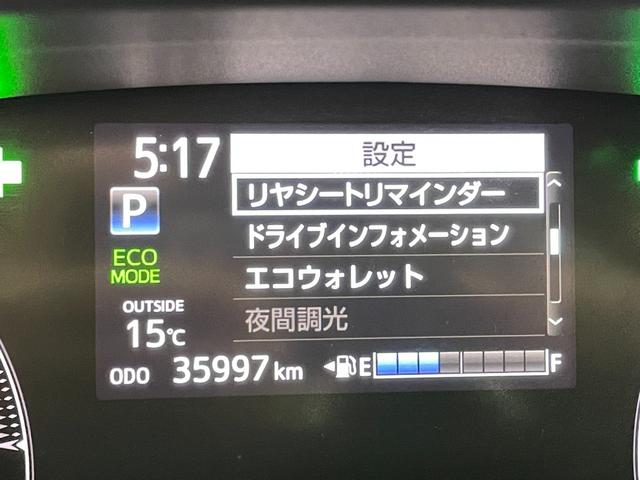 5:17
設定
P
リヤシートリマインダー
ドライブインフォメーション
ECO
MODE
エコウォレット
OUTSIDE
15℃
夜間調光
ODO 35997 km E F